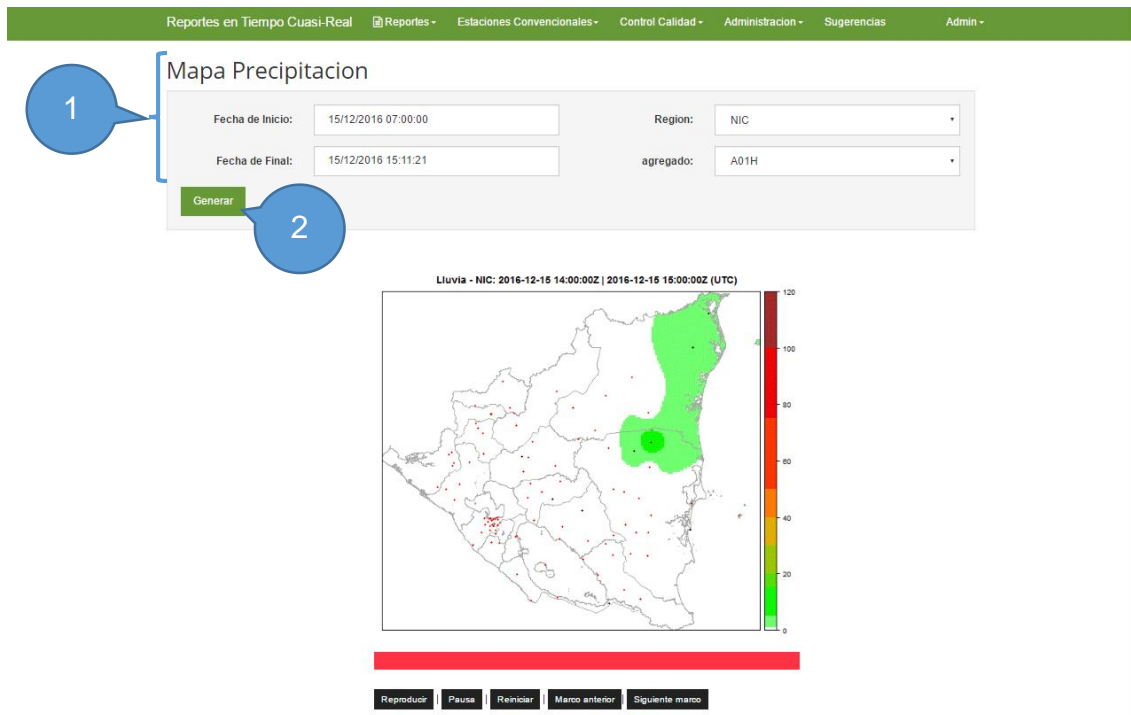 Reportes en Tiempo Cuasi-Real Reportes Estaciones Convencionales Control Calidad Administracion Sugerencias Admin
Mapa Precipitacion
1
Fecha de Inicio: 15/12/2016 07:00:00 Region: NIC
Fecha de Final: 15/12/2016 15:11:21 agregado: A01H
Generar
2
Lluvia - NIC: 2016-12-15 14:00:00Z | 2016-12-15 15:00:00Z (UTC)
120
100
80
60
40
20
0
Reproducir | Pausa | Reiniciar | Marco anterior | Siguiente marco